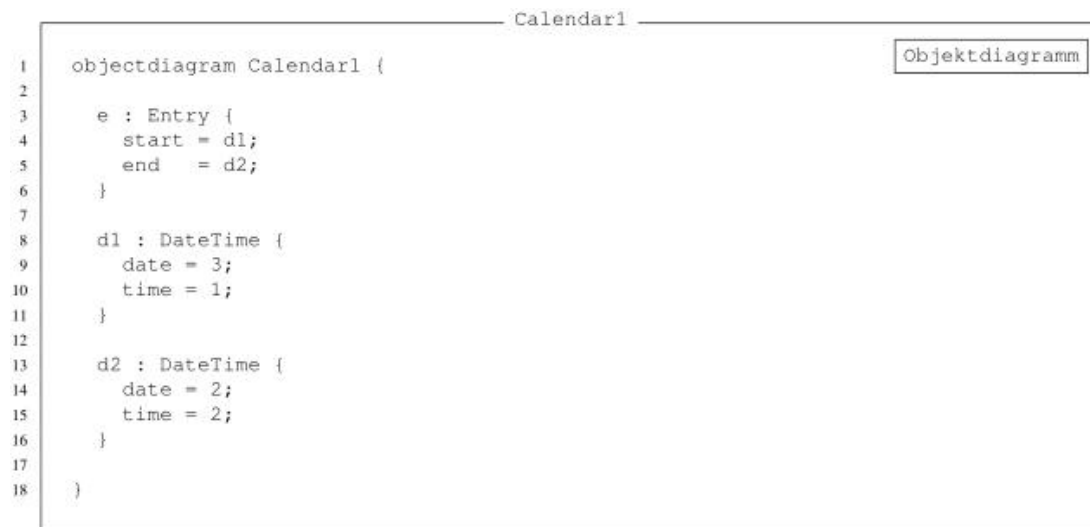 Calendar1
Objektdiagramm
1 objectdiagram Calendar1 {
2
3 e : Entry {
4 start = d1;
5 end   = d2;
6 }
7
8 d1 : DateTime {
9 date = 3;
10 time = 1;
11 }
12
13 d2 : DateTime {
14 date = 2;
15 time = 2;
16 }
17
18 }